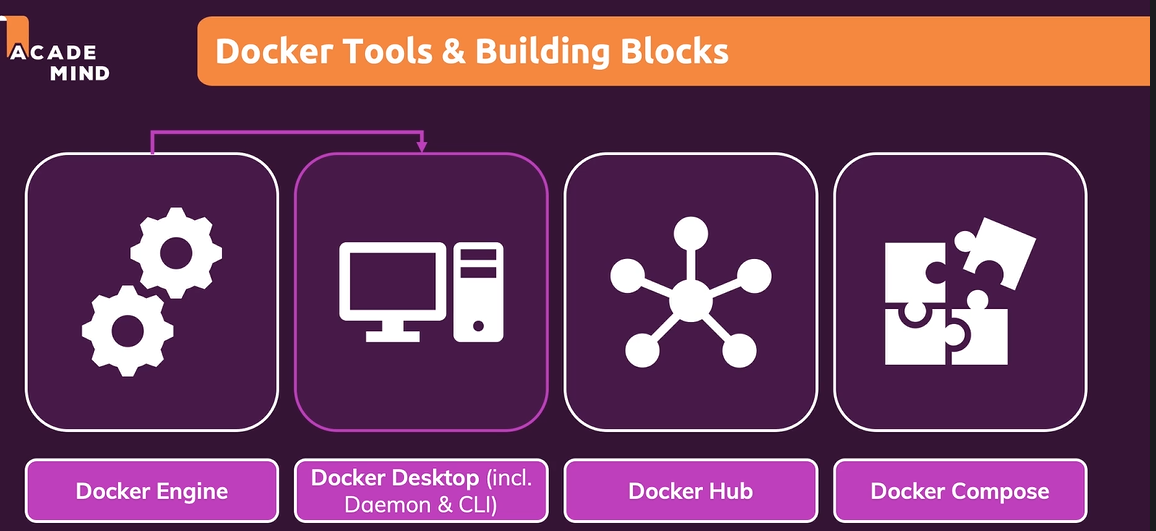 ACADE
MIND
Docker Tools & Building Blocks
Docker Engine
Docker Desktop (incl.
Daemon & CLI)
Docker Hub
Docker Compose